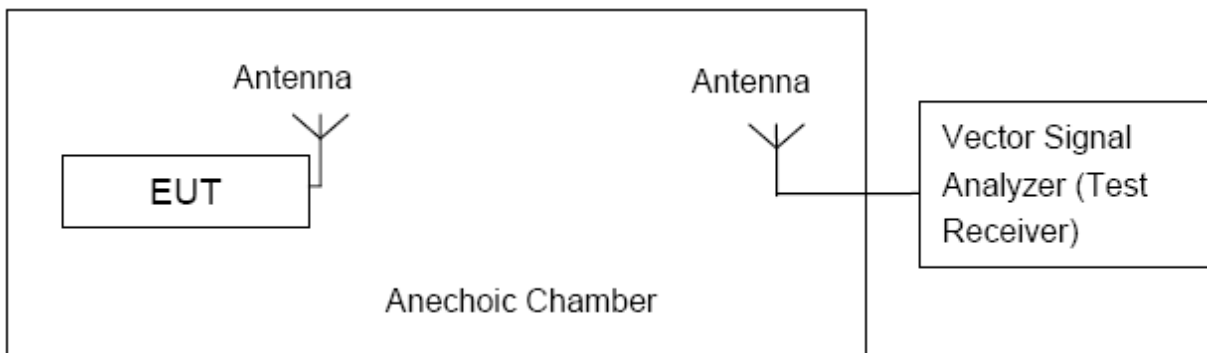 Antenna
Antenna
EUT
Vector Signal
Analyzer (Test
Receiver)
Anechoic Chamber